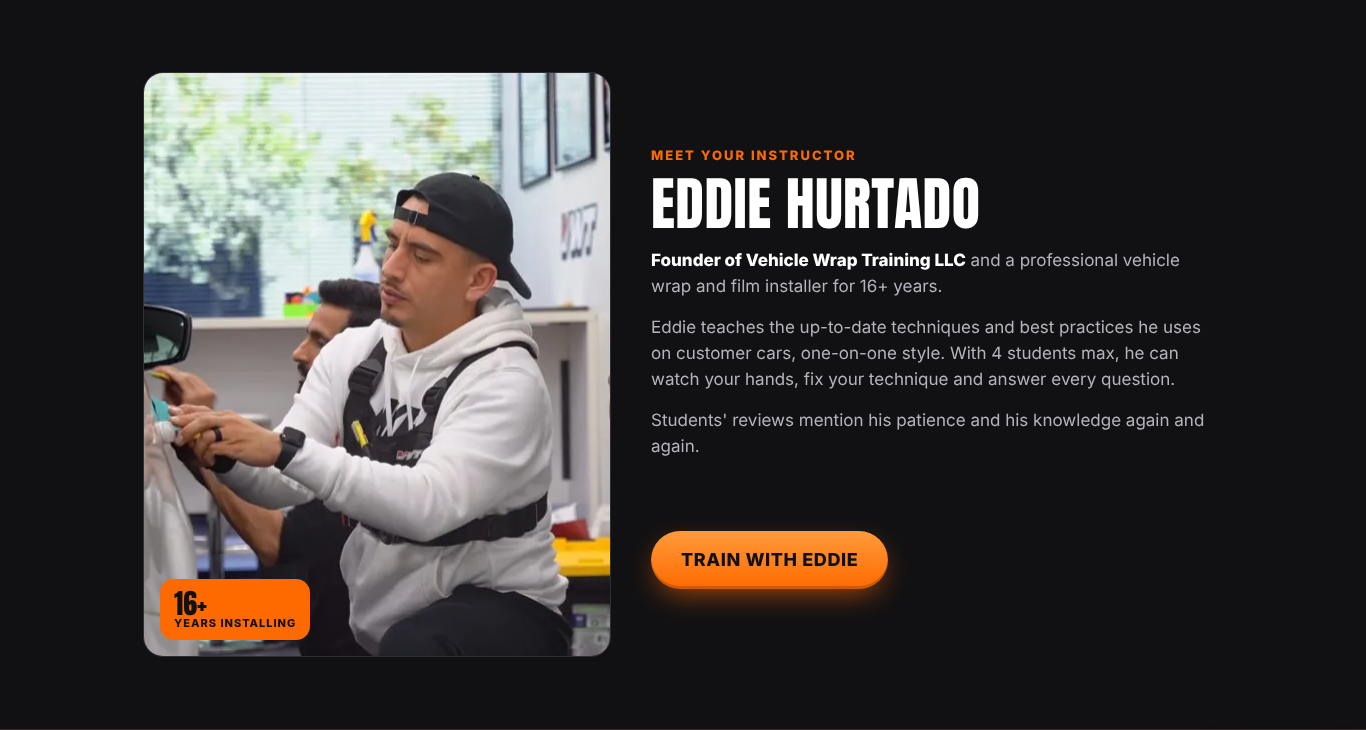 MEET YOUR INSTRUCTOR
EDDIE HURTADO
Founder of Vehicle Wrap Training LLC and a professional vehicle
wrap and film installer for 16+ years.
Eddie teaches the up-to-date techniques and best practices he uses
on customer cars, one-on-one style. With 4 students max, he can
watch your hands, fix your technique and answer every question.
Students' reviews mention his patience and his knowledge again and
again.
TRAIN WITH EDDIE
16+
YEARS INSTALLING
VWT